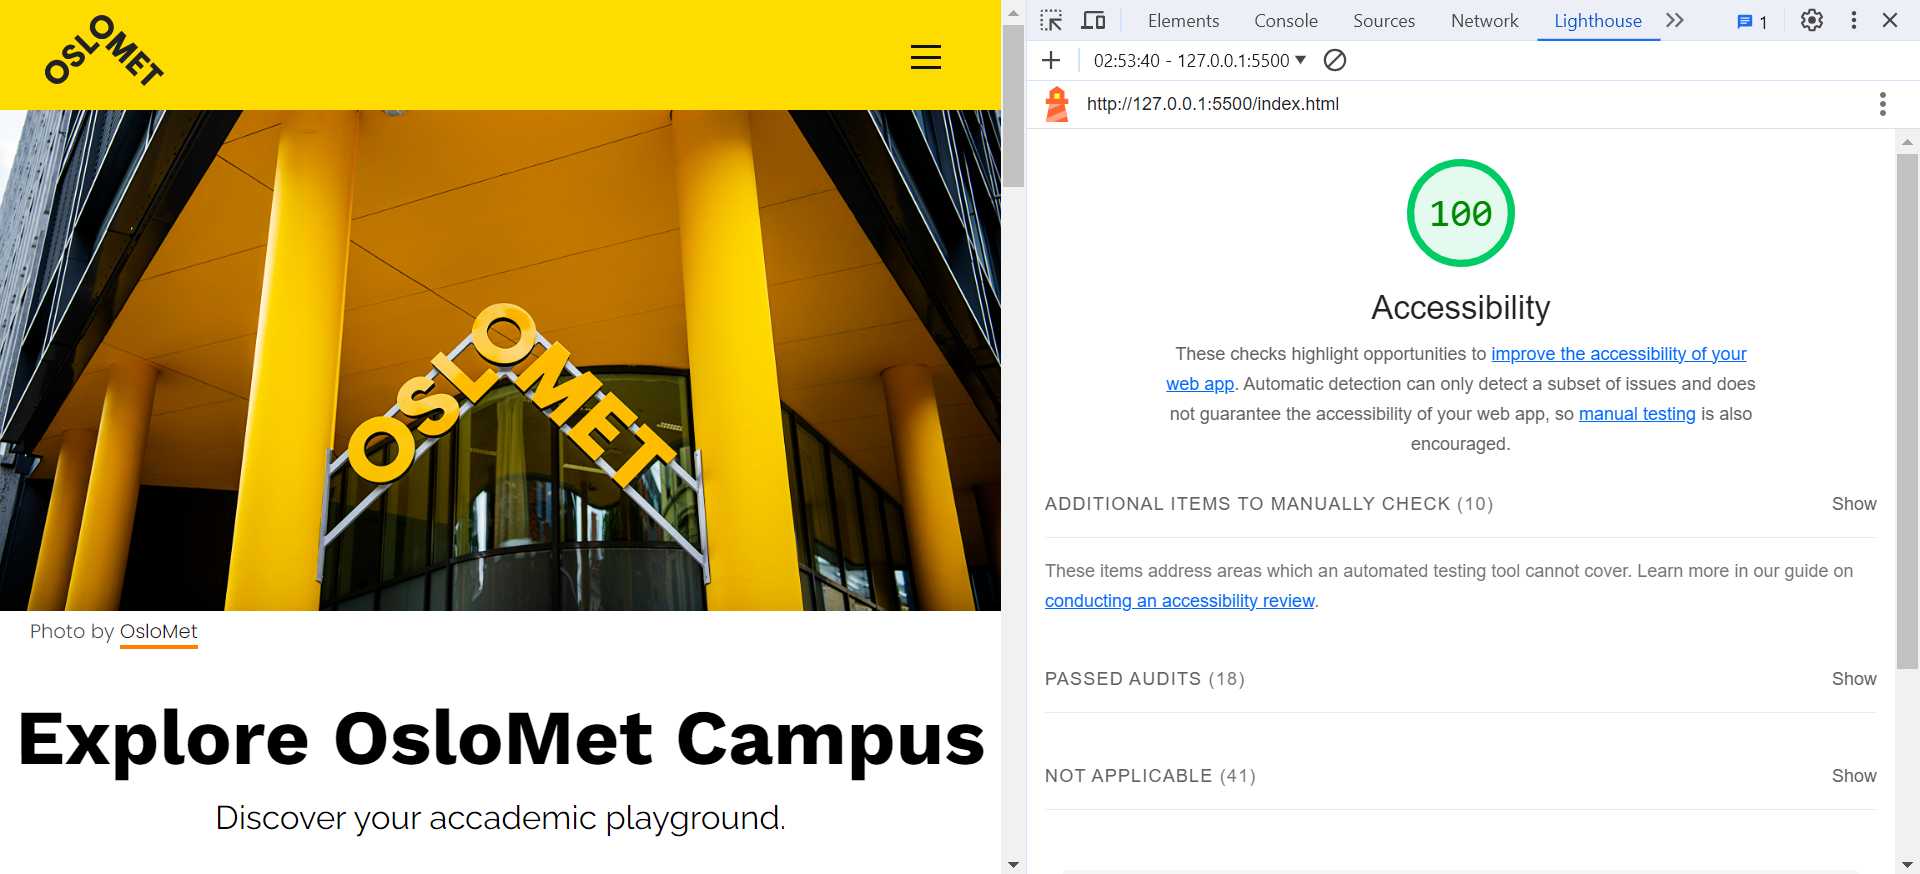 OSLOMET
OSLOMET
Photo by OsloMet
Explore OsloMet Campus
Discover your accademic playground.
Elements Console Sources Network Lighthouse 1
02:53:40 - 127.0.0.1:5500
http://127.0.0.1:5500/index.html
100
Accessibility
These checks highlight opportunities to improve the accessibility of your
web app. Automatic detection can only detect a subset of issues and does
not guarantee the accessibility of your web app, so manual testing is also
encouraged.
ADDITIONAL ITEMS TO MANUALLY CHECK (10) Show
These items address areas which an automated testing tool cannot cover. Learn more in our guide on
conducting an accessibility review.
PASSED AUDITS (18) Show
NOT APPLICABLE (41) Show